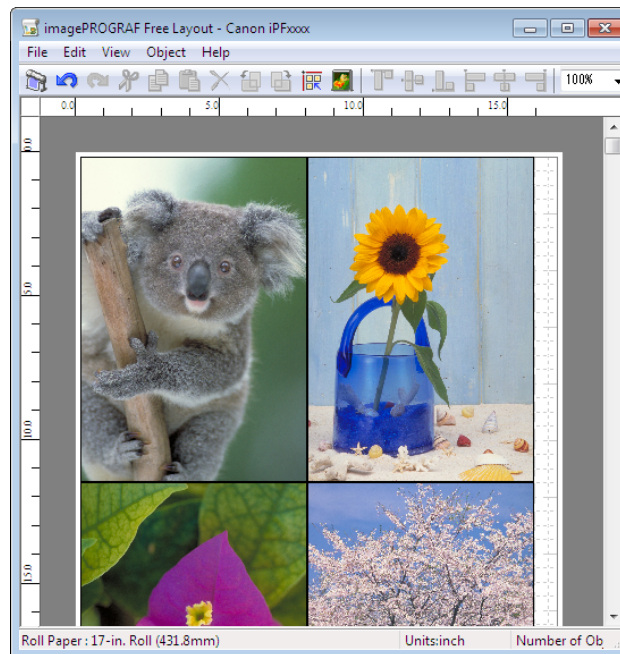 imagePROGRAF Free Layout - Canon iPFxxxx
File Edit View Object Help
100%
0.0 5.0 10.0 15.0
0.0
5.0
10.0
15.0
Roll Paper : 17-in. Roll (431.8mm) Units:inch Number of Ob